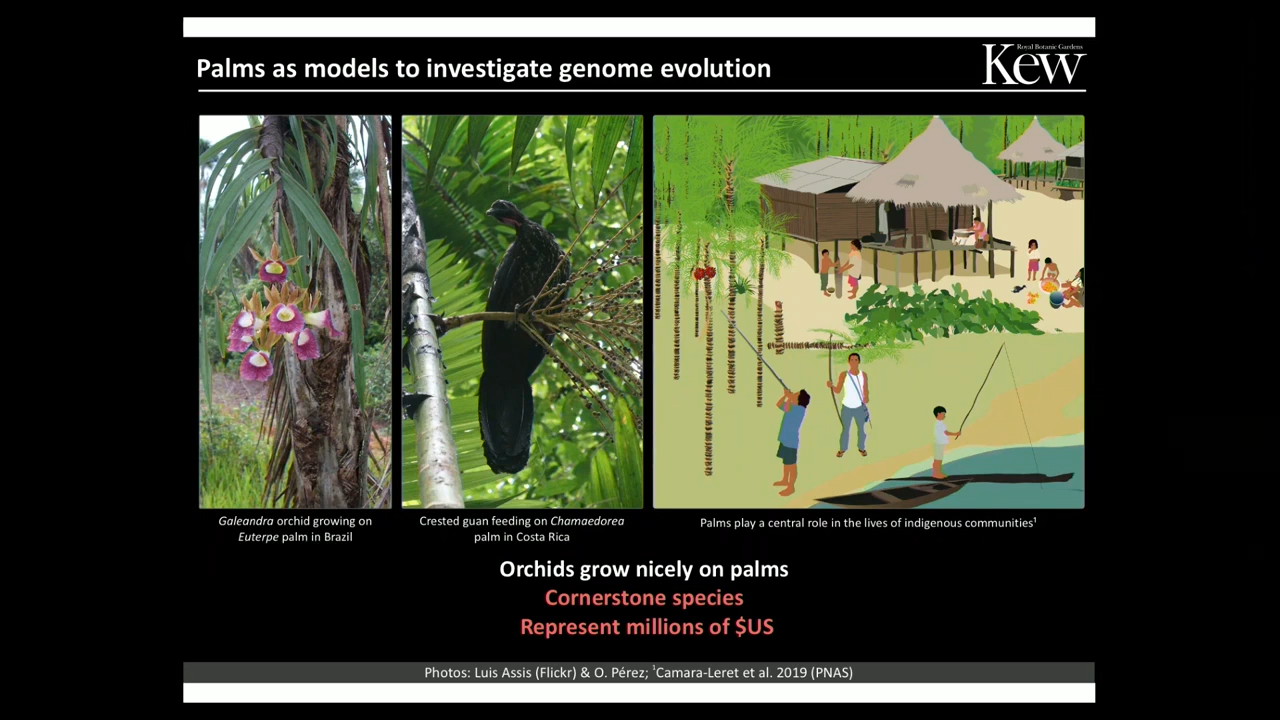 Palms as models to investigate genome evolution
Royal Botanic Gardens
Kew
Galeandra orchid growing on
Euterpe palm in Brazil
Crested guan feeding on Chamaedorea
palm in Costa Rica
Palms play a central role in the lives of indigenous communities¹
Orchids grow nicely on palms
Cornerstone species
Represent millions of $US
Photos: Luis Assis (Flickr) & O. Pérez; ¹Camara-Leret et al. 2019 (PNAS)